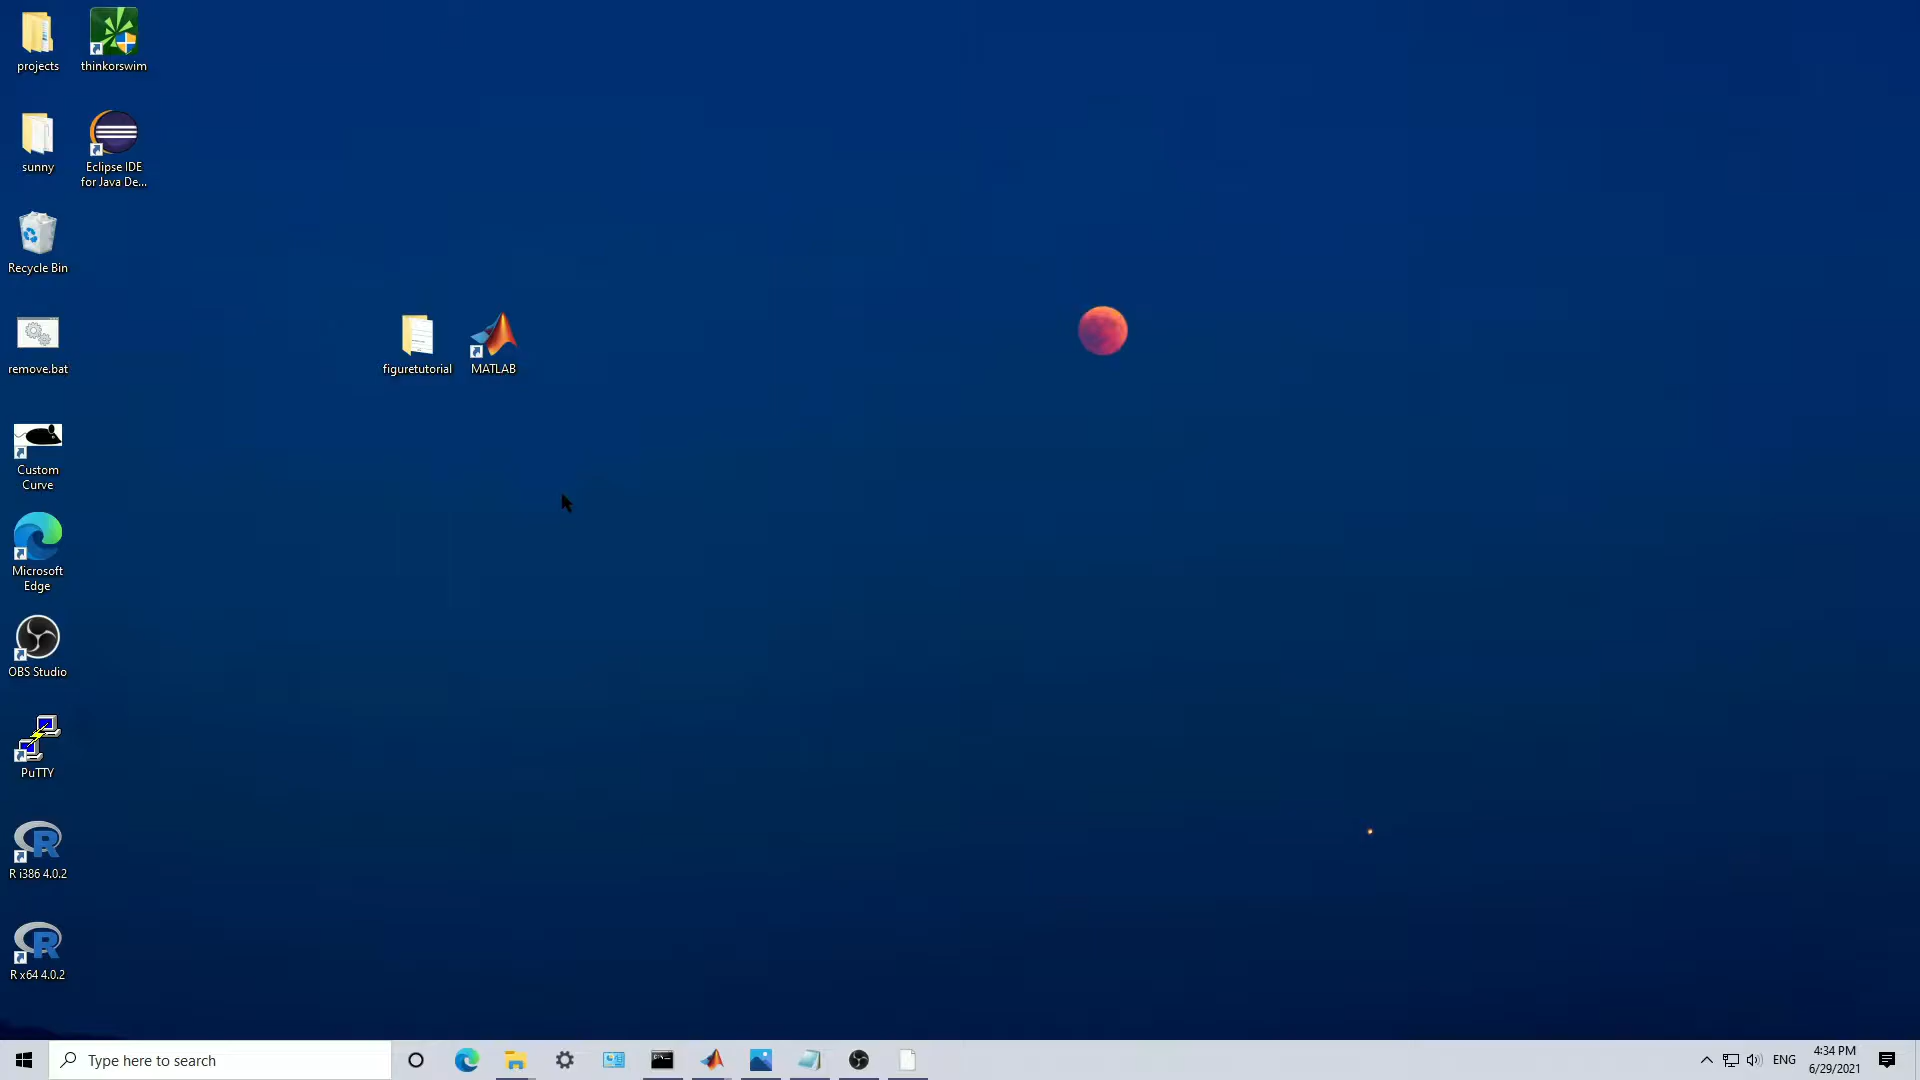 projects
thinkorswim
sunny
Eclipse IDE
for Java De...
Recycle Bin
remove.bat
figuretutorial
MATLAB
Custom
Curve
Microsoft
Edge
OBS Studio
PuTTY
R i386 4.0.2
R x64 4.0.2
Type here to search
ENG
4:34 PM
6/29/2021